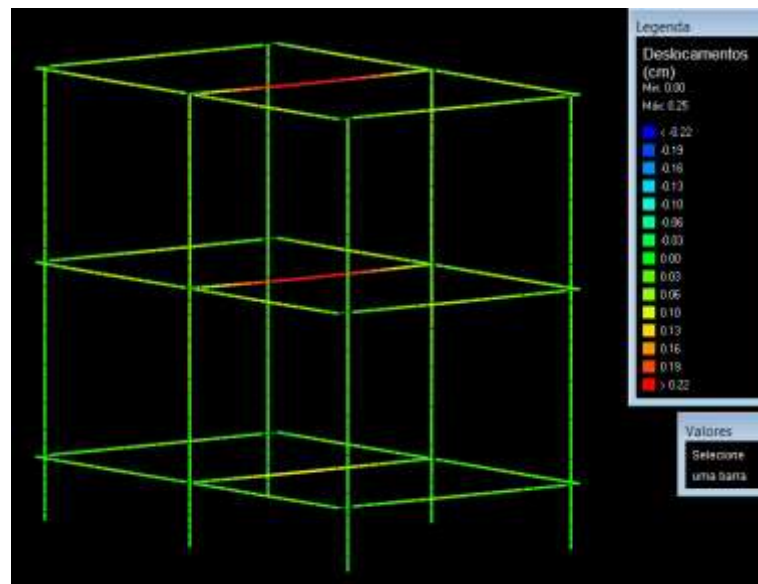 Legenda
Deslocamentos
(cm)
Min. 0.00
Máx. 0.25
< -0.22
-0.19
-0.16
-0.13
-0.10
-0.06
-0.03
0.00
0.03
0.06
0.10
0.13
0.16
0.19
> 0.22
Valores
Selecione
uma barra